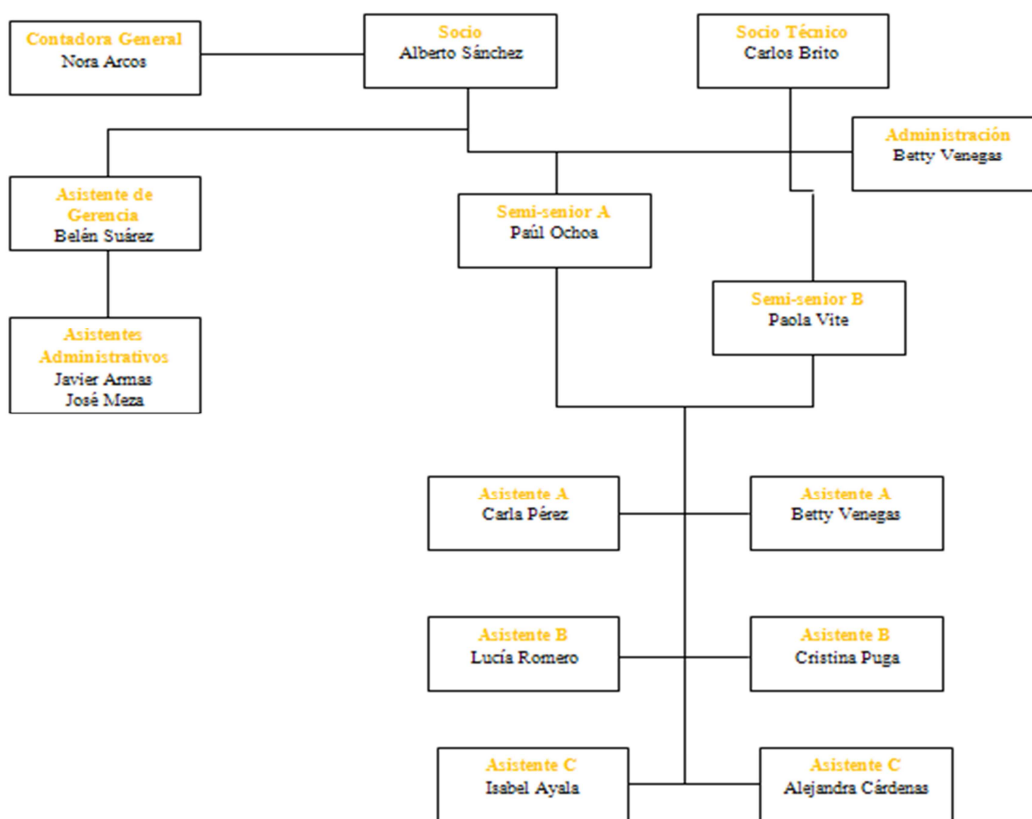 Contadora General
Nora Arcos
Socio
Alberto Sánchez
Socio Técnico
Carlos Brito
Administración
Betty Venegas
Asistente de
Gerencia
Belén Suárez
Semi-senior A
Paúl Ochoa
Semi-senior B
Paola Vite
Asistentes
Administrativos
Javier Armas
José Meza
Asistente A
Carla Pérez
Asistente A
Betty Venegas
Asistente B
Lucía Romero
Asistente B
Cristina Puga
Asistente C
Isabel Ayala
Asistente C
Alejandra Cárdenas